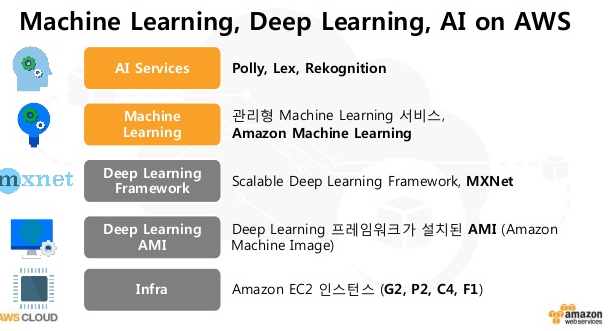 Machine Learning, Deep Learning, AI on AWS
AI Services
Polly, Lex, Rekognition
Machine
Learning
관리형 Machine Learning 서비스,
Amazon Machine Learning
mxnet
Deep Learning
Framework
Scalable Deep Learning Framework, MXNet
Deep Learning
AMI
Deep Learning 프레임워크가 설치된 AMI (Amazon
Machine Image)
Infra
Amazon EC2 인스턴스 (G2, P2, C4, F1)
AWS CLOUD
amazon
web services